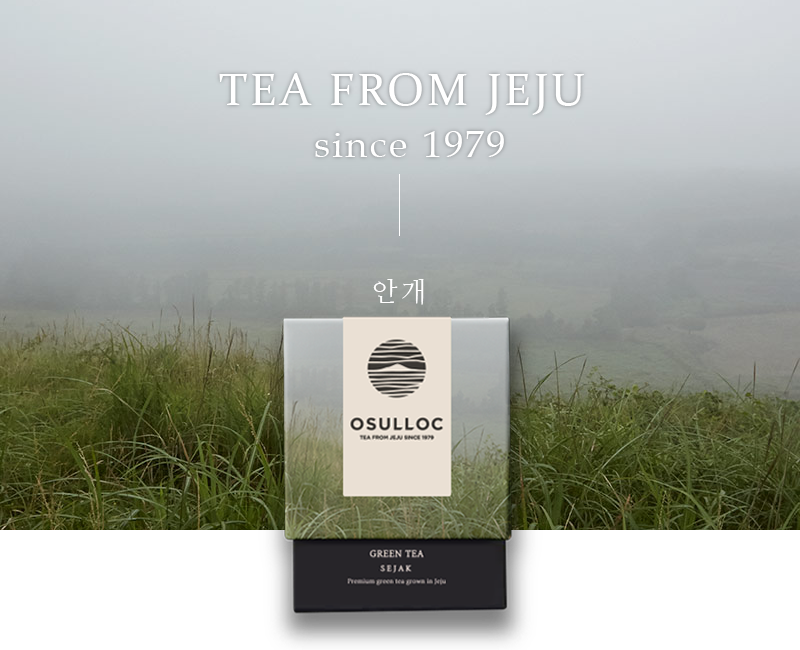 TEA FROM JEJU
since 1979
안개
OSULLOC
TEA FROM JEJU SINCE 1979
GREEN TEA
SEJAK
Premium green tea grown in Jeju